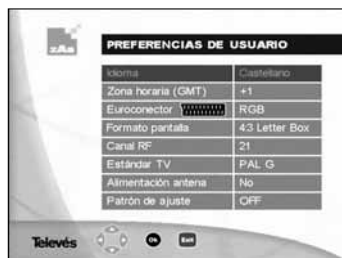 zAs
PREFERENCIAS DE USUARIO
Idioma Castellano
Zona horaria (GMT) +1
Euroconector RGB
Formato pantalla 4:3 Letter Box
Canal RF 21
Estándar TV PAL G
Alimentación antena No
Patrón de ajuste OFF
Televés Ok Exit